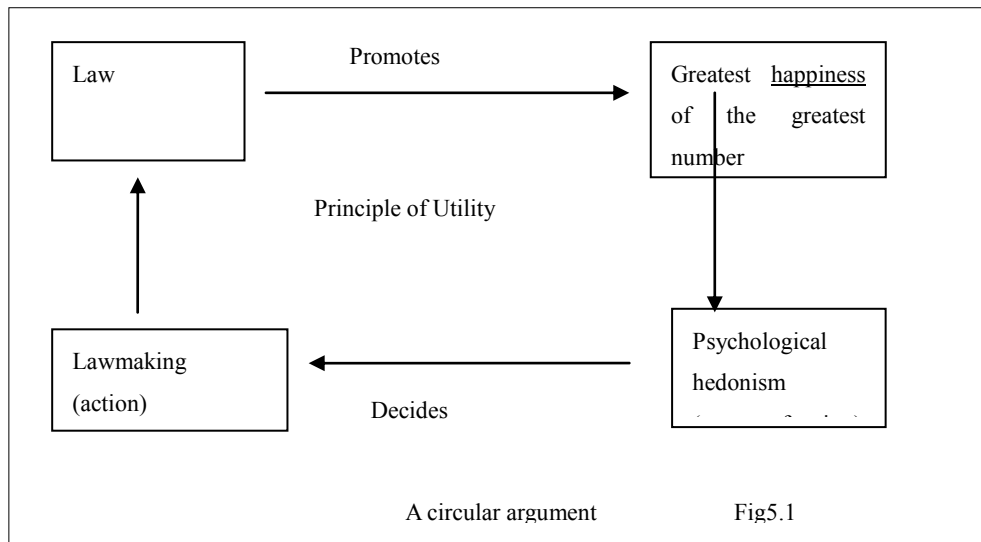 Law
Promotes
Greatest happiness
of the greatest
number
Principle of Utility
Psychological
hedonism
Lawmaking
(action)
Decides
A circular argument Fig5.1